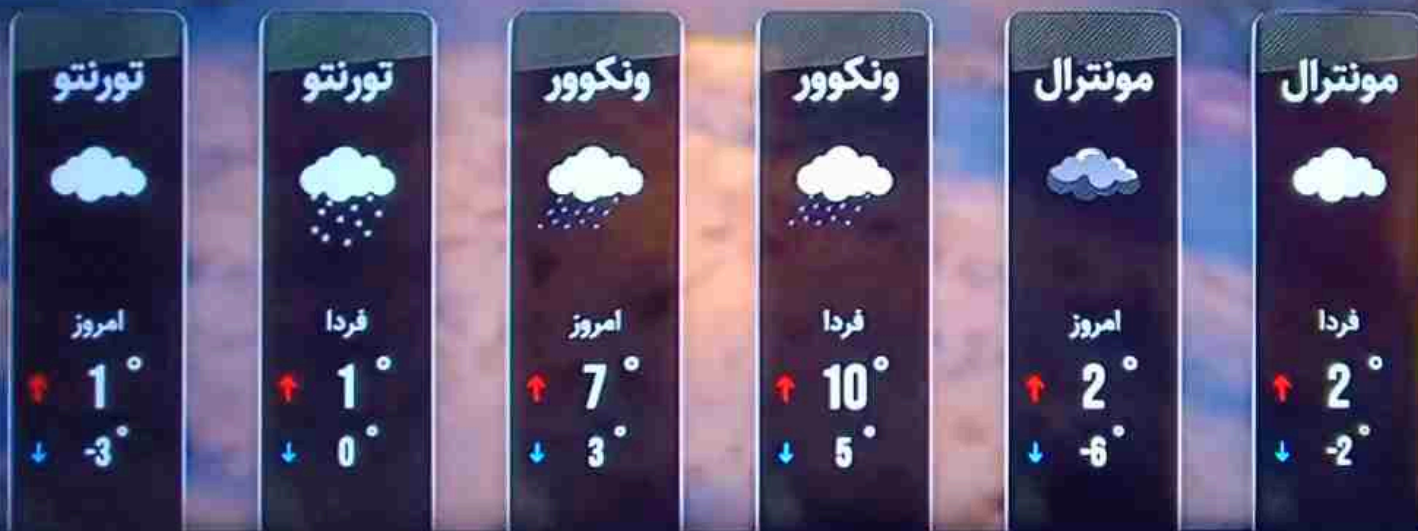 تورنتو
امروز
1°
-3°
تورنتو
فردا
1°
0°
ونکوور
امروز
7°
3°
ونکوور
فردا
10°
5°
مونترال
امروز
2°
-6°
مونترال
فردا
2°
-2°